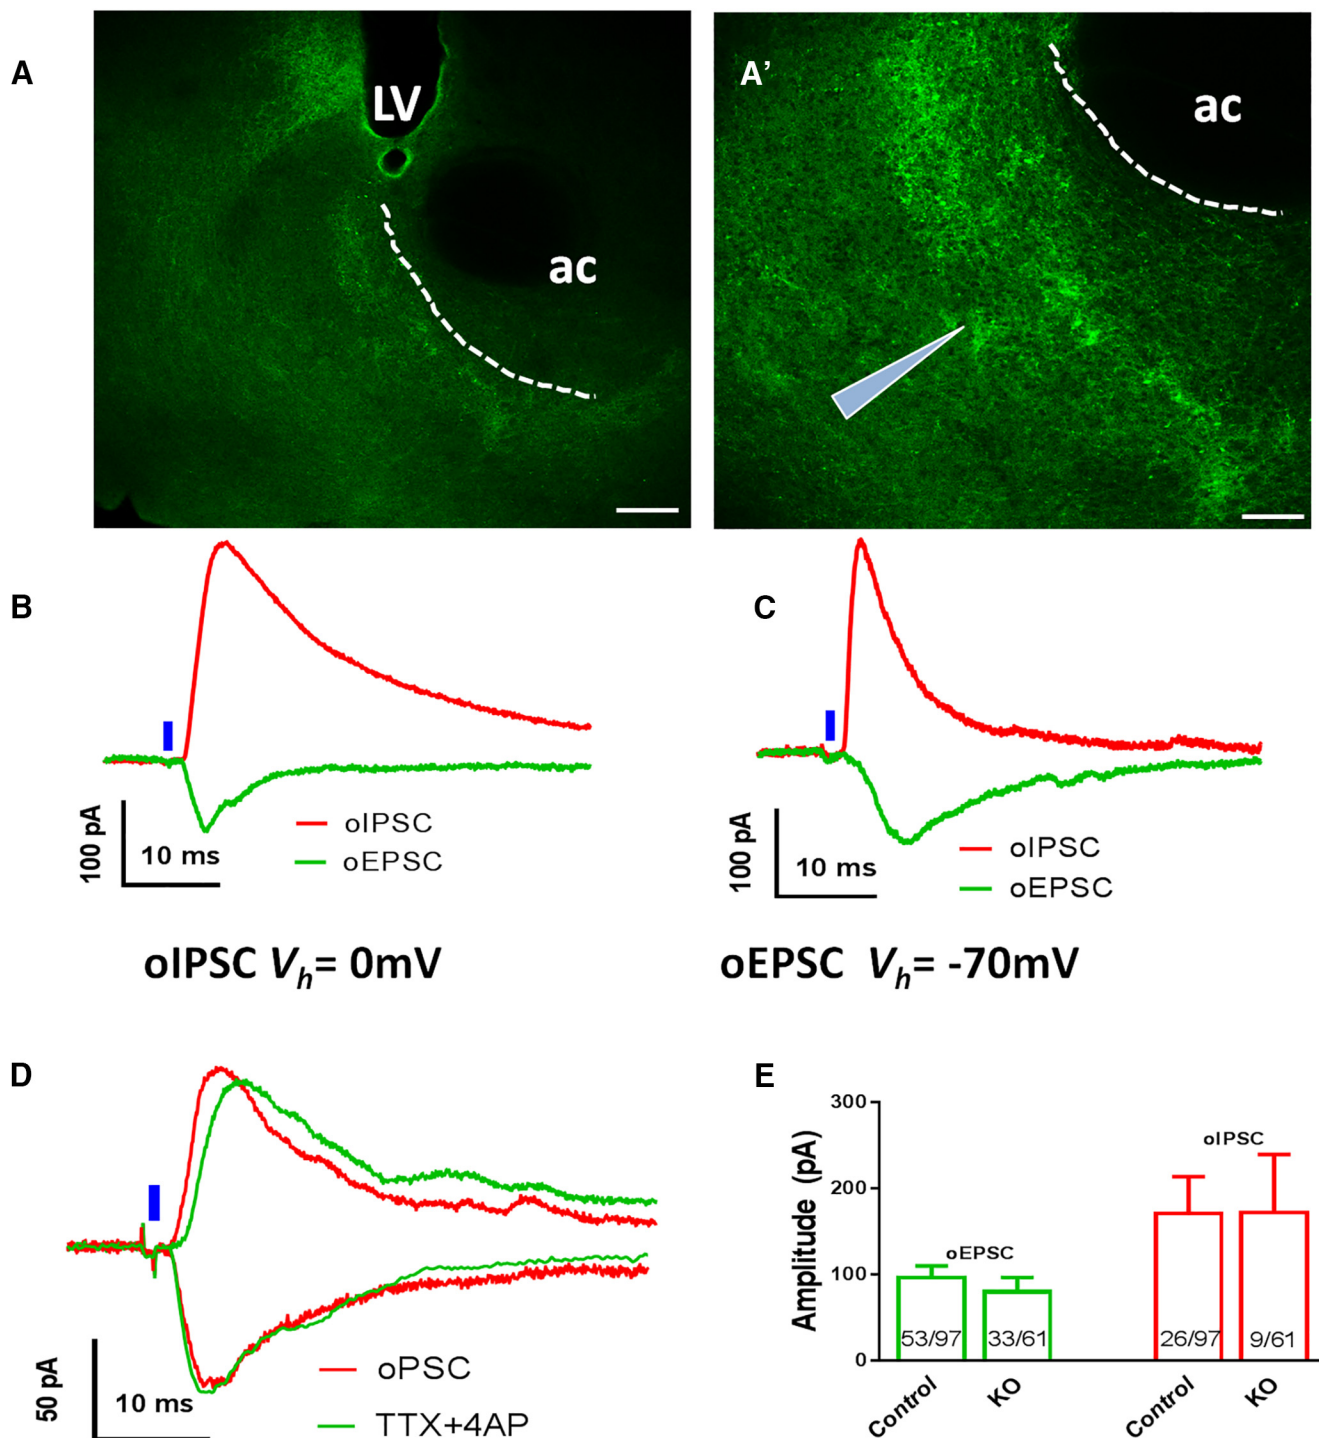 A
LV
ac
A’
ac
B
100 pA
10 ms
oIPSC
oEPSC
C
100 pA
10 ms
oIPSC
oEPSC
oIPSC Vh= 0mV
oEPSC Vh= -70mV
D
50 pA
10 ms
oPSC
TTX+4AP
E
Amplitude (pA)
300
200
100
0
oEPSC
oIPSC
53/97
33/61
26/97
9/61
Control
KO
Control
KO